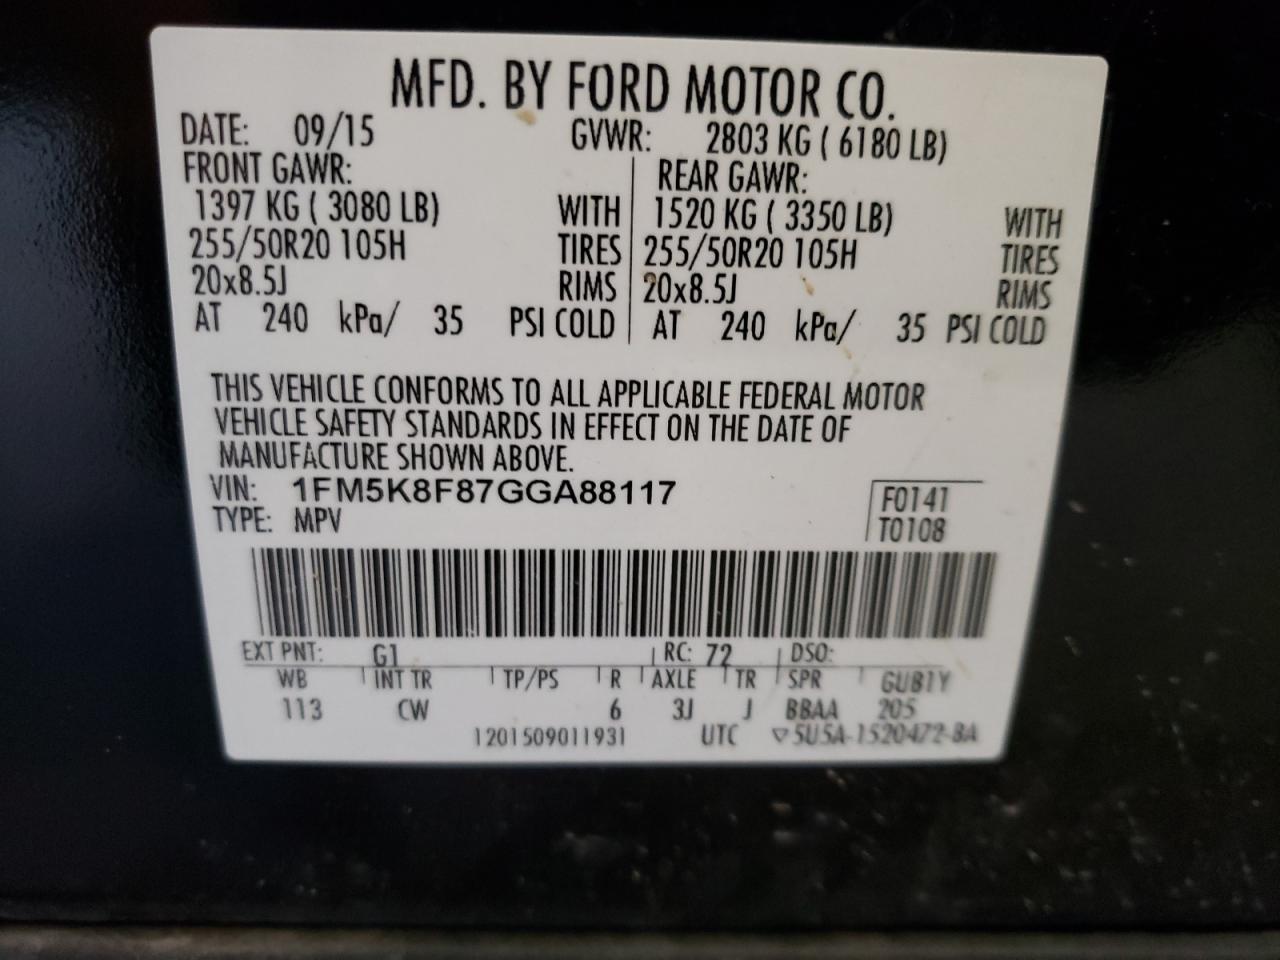 MFD. BY FORD MOTOR CO.
DATE: 09/15 GVWR: 2803 KG ( 6180 LB)
FRONT GAWR: REAR GAWR:
1397 KG ( 3080 LB) WITH 1520 KG ( 3350 LB) WITH
255/50R20 105H TIRES 255/50R20 105H TIRES
20x8.5J RIMS 20x8.5J RIMS
AT 240 kPa/ 35 PSI COLD AT 240 kPa/ 35 PSI COLD
THIS VEHICLE CONFORMS TO ALL APPLICABLE FEDERAL MOTOR
VEHICLE SAFETY STANDARDS IN EFFECT ON THE DATE OF
MANUFACTURE SHOWN ABOVE.
VIN: 1FM5K8F87GGA88117 F0141
TYPE: MPV T0108
EXT PNT: G1 RC: 72 DSO:
WB INT TR TP/PS R AXLE TR SPR GUB1Y
113 CW 6 3J J BBAA 205
1201509011931 UTC ▽5U5A-1520472-BA